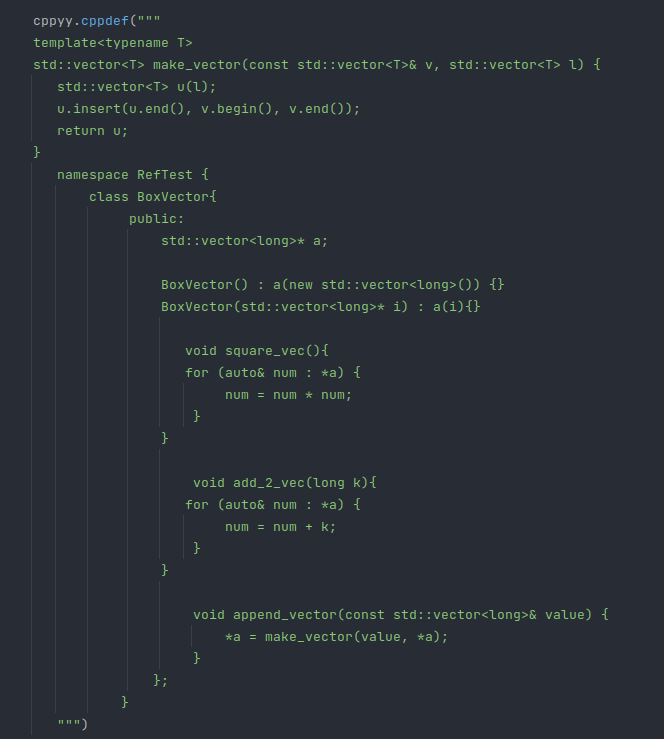 cppyy.cppdef("""
template<typename T>
std::vector<T> make_vector(const std::vector<T>& v, std::vector<T> l) {
   std::vector<T> u(l);
   u.insert(u.end(), v.begin(), v.end());
   return u;
}
   namespace RefTest {
       class BoxVector{
            public:
                std::vector<long>* a;

                BoxVector() : a(new std::vector<long>()) {}
                BoxVector(std::vector<long>* i) : a(i){}

                   void square_vec(){
                   for (auto& num : *a) {
                        num = num * num;
                    }
                }

                    void add_2_vec(long k){
                   for (auto& num : *a) {
                        num = num + k;
                    }
                }

                    void append_vector(const std::vector<long>& value) {
                        *a = make_vector(value, *a);
                    }
               };
           }
   """)